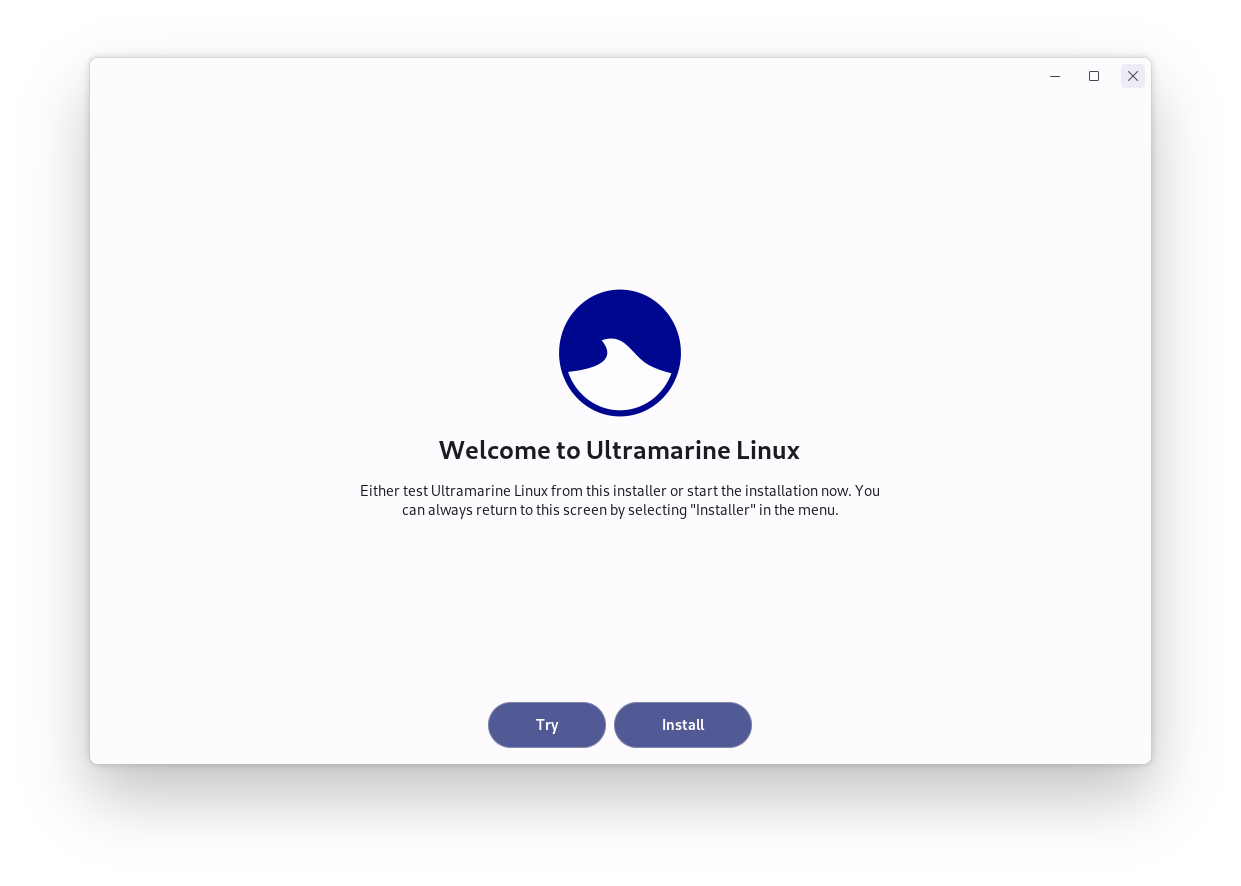 Welcome to Ultramarine Linux
Either test Ultramarine Linux from this installer or start the installation now. You
can always return to this screen by selecting "Installer" in the menu.
Try
Install